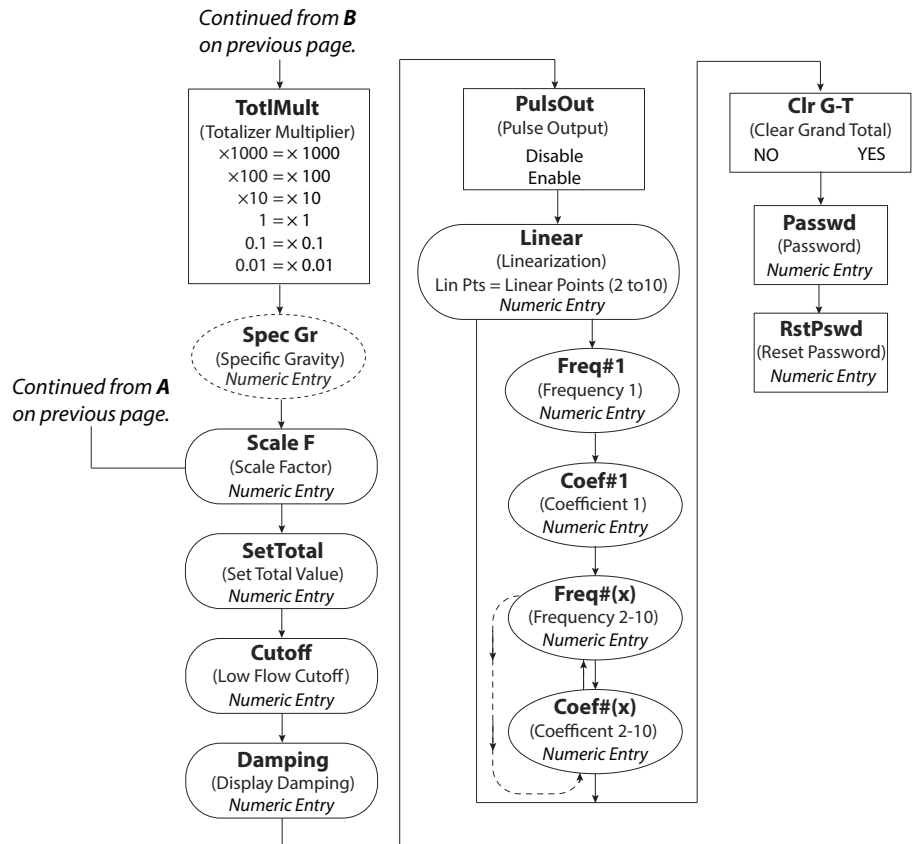 Continued from B
on previous page.
TotlMult
(Totalizer Multiplier)
×1000 = × 1000
×100 = × 100
×10 = × 10
1 = × 1
0.1 = × 0.1
0.01 = × 0.01
Spec Gr
(Specific Gravity)
Numeric Entry
Continued from A
on previous page.
Scale F
(Scale Factor)
Numeric Entry
SetTotal
(Set Total Value)
Numeric Entry
Cutoff
(Low Flow Cutoff)
Numeric Entry
Damping
(Display Damping)
Numeric Entry
PulsOut
(Pulse Output)
Disable
Enable
Linear
(Linearization)
Lin Pts = Linear Points (2 to10)
Numeric Entry
Freq#1
(Frequency 1)
Numeric Entry
Coef#1
(Coefficient 1)
Numeric Entry
Freq#(x)
(Frequency 2-10)
Numeric Entry
Coef#(x)
(Coefficent 2-10)
Numeric Entry
Clr G-T
(Clear Grand Total)
NO YES
Passwd
(Password)
Numeric Entry
RstPswd
(Reset Password)
Numeric Entry